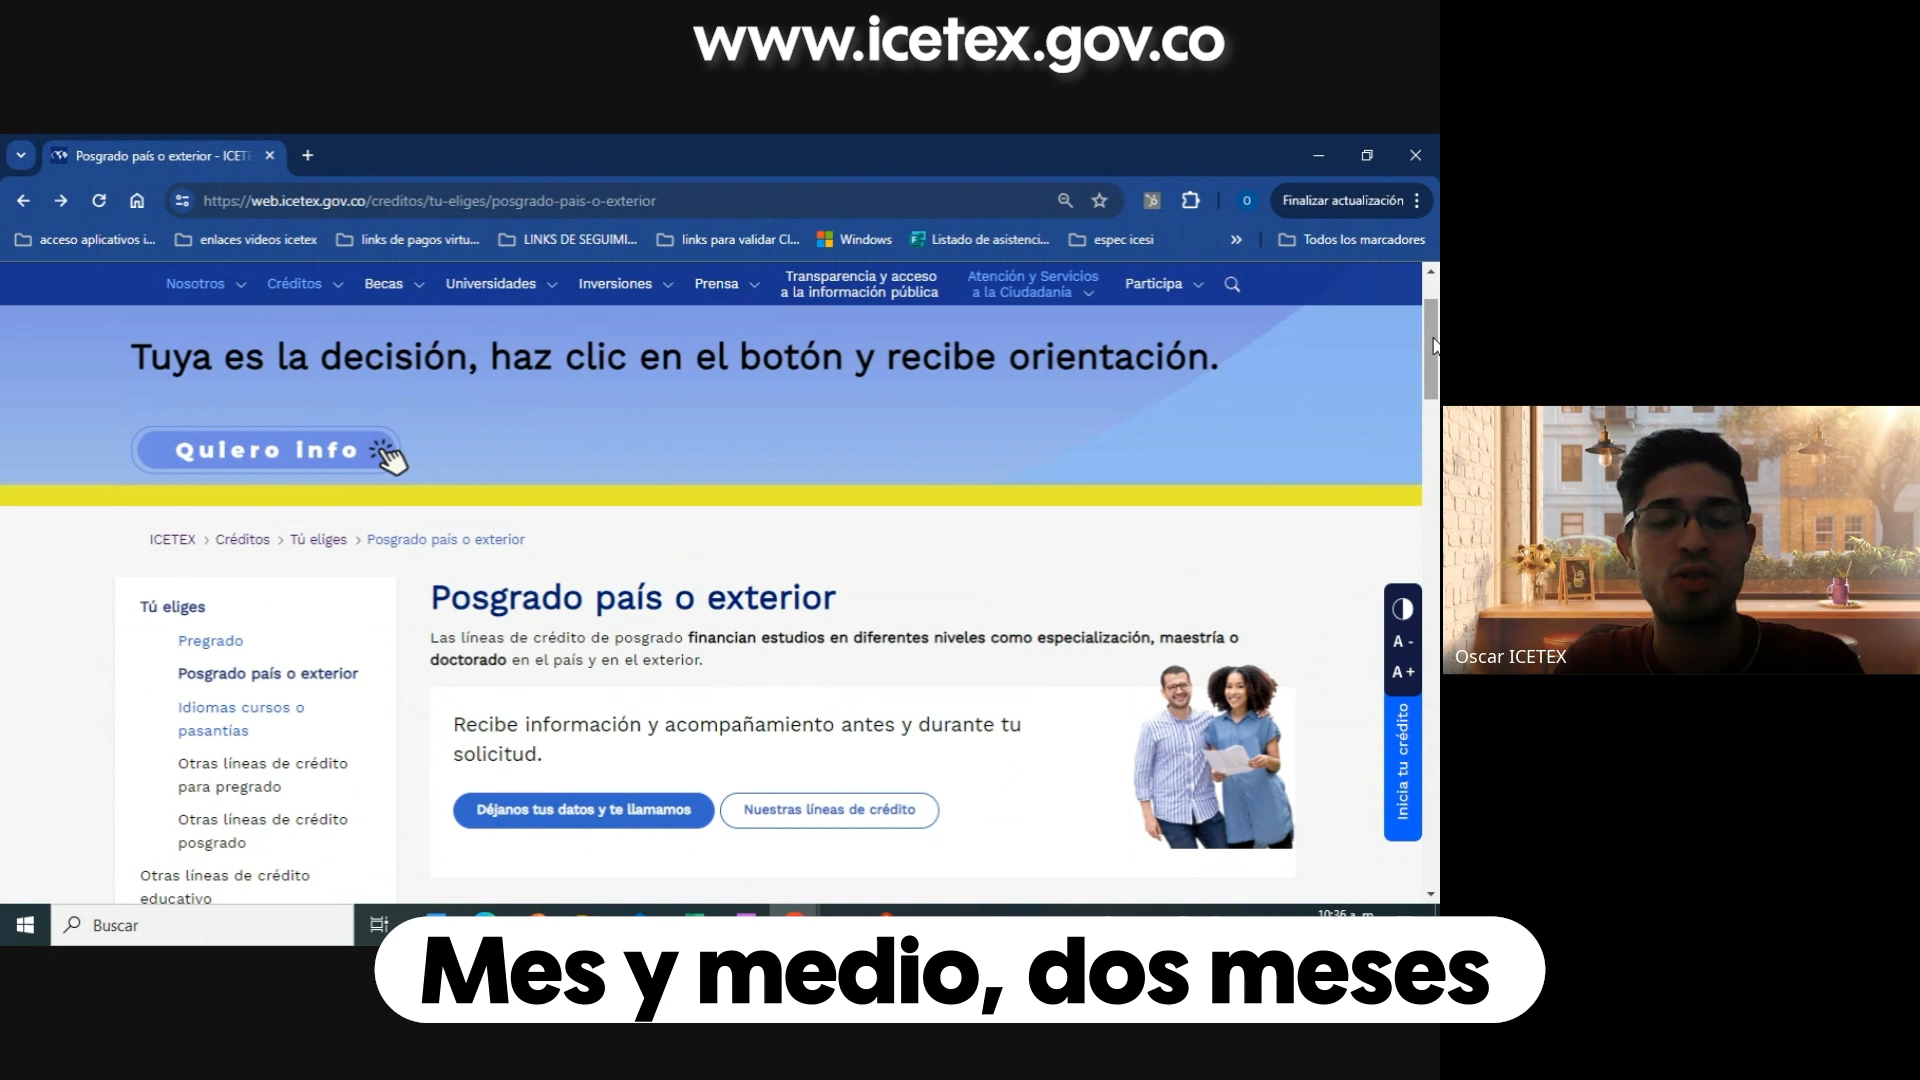 www.icetex.gov.co
Posgrado país o exterior - ICET
https://web.icetex.gov.co/creditos/tu-eliges/posgrado-pais-o-exterior
O
Finalizar actualización
acceso aplicativos i...
enlaces videos icetex
links de pagos virtu...
LINKS DE SEGUIMI...
links para validar CI...
Windows
Listado de asistenci...
espec icesi
»
Todos los marcadores
Nosotros
Créditos
Becas
Universidades
Inversiones
Prensa
Transparencia y acceso
a la información pública
Atención y Servicios
a la Ciudadanía
Participa
Tuya es la decisión, haz clic en el botón y recibe orientación.
Quiero info
ICETEX > Créditos > Tú eliges > Posgrado país o exterior
Tú eliges
Pregrado
Posgrado país o exterior
Idiomas cursos o
pasantías
Otras líneas de crédito
para pregrado
Otras líneas de crédito
posgrado
Otras líneas de crédito
educativo
Posgrado país o exterior
Las líneas de crédito de posgrado financian estudios en diferentes niveles como especialización, maestría o
doctorado en el país y en el exterior.
Recibe información y acompañamiento antes y durante tu
solicitud.
Déjanos tus datos y te llamamos
Nuestras líneas de crédito
A -
A +
Inicia tu crédito
Oscar ICETEX
Buscar
10:36 a. m.
Mes y medio, dos meses